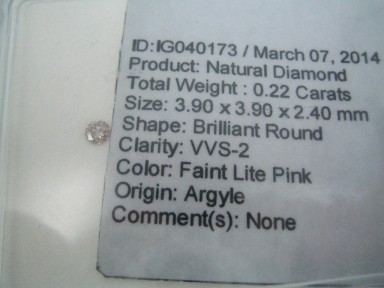 ID:IG040173 / March 07, 2014
Product: Natural Diamond
Total Weight : 0.22 Carats
Size: 3.90 x 3.90 x 2.40 mm
Shape: Brilliant Round
Clarity: VVS-2
Color: Faint Lite Pink
Origin: Argyle
Comment(s): None